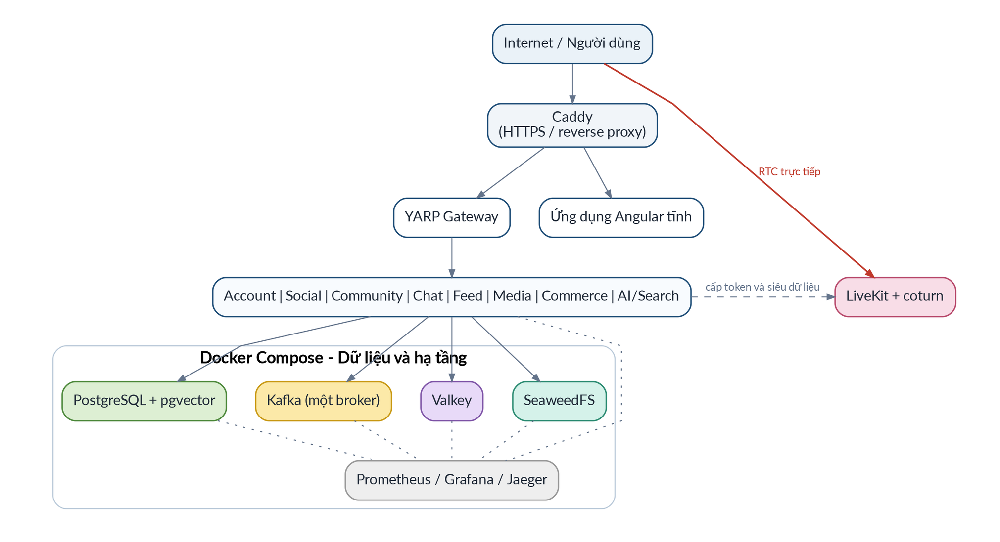 Internet / Người dùng
Caddy
(HTTPS / reverse proxy)
RTC trực tiếp
YARP Gateway
Ứng dụng Angular tĩnh
Account | Social | Community | Chat | Feed | Media | Commerce | AI/Search
cấp token và siêu dữ liệu
LiveKit + coturn
Docker Compose - Dữ liệu và hạ tầng
PostgreSQL + pgvector
Kafka (một broker)
Valkey
SeaweedFS
Prometheus / Grafana / Jaeger